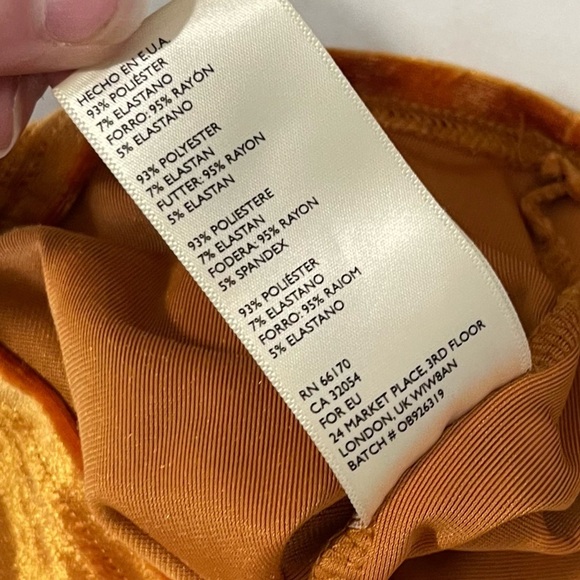 HECHO EN E.U.A.
93% POLIÉSTER
7% ELASTANO
FORRO: 95% RAYÓN
5% ELASTANO
93% POLYESTER
7% ELASTAN
FUTTER: 95% RAYON
5% ELASTAN
93% POLIESTERE
7% ELASTAN
FODERA: 95% RAYON
5% SPANDEX
93% POLIÉSTER
7% ELASTANO
FORRO: 95% RAIOM
5% ELASTANO
RN 66170
CA 32054
FOR EU
24 MARKET PLACE, 3RD FLOOR
LONDON, UK WIW8AN
BATCH # OB926319